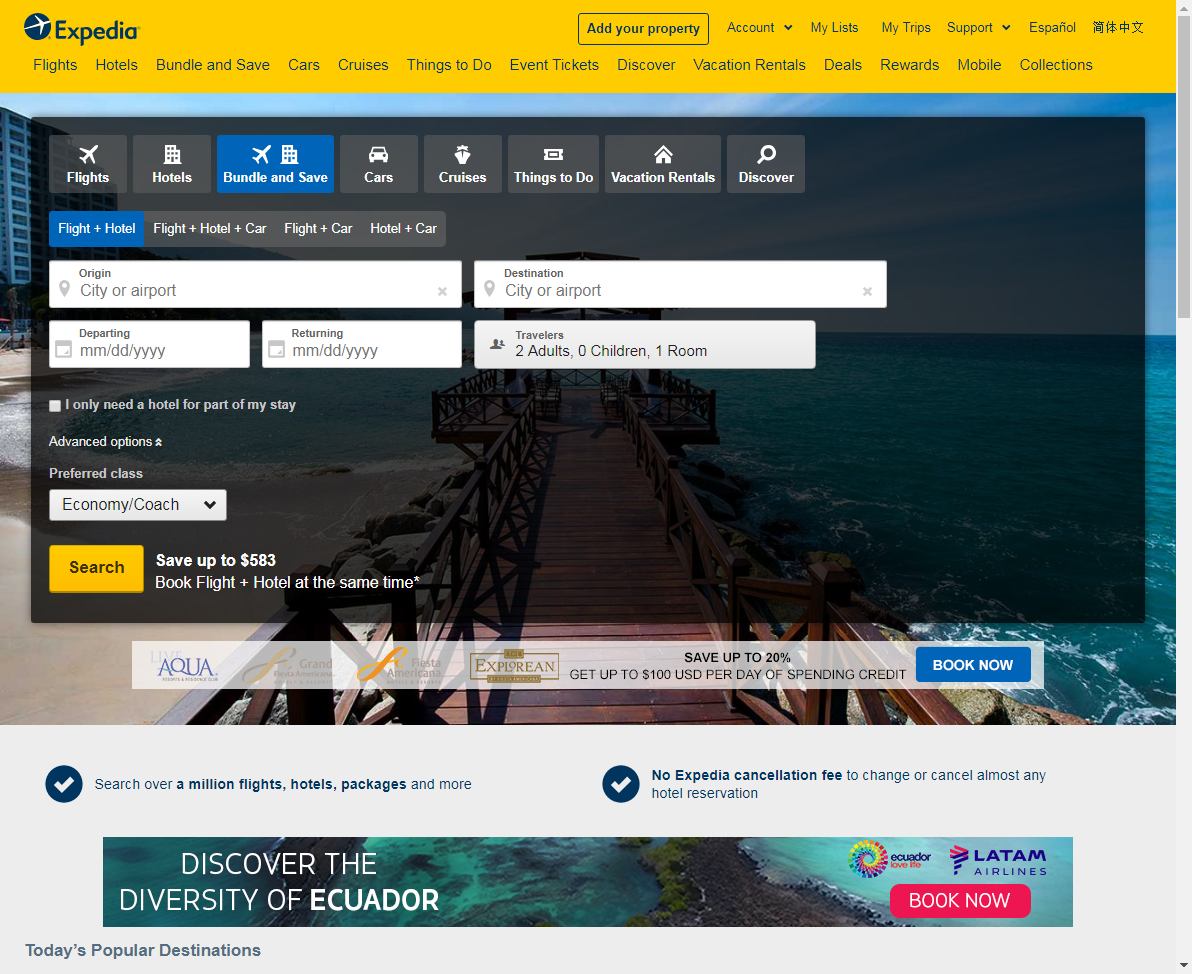 Expedia
Add your property
Account
My Lists
My Trips
Support
Español
简体中文
Flights
Hotels
Bundle and Save
Cars
Cruises
Things to Do
Event Tickets
Discover
Vacation Rentals
Deals
Rewards
Mobile
Collections
Flights
Hotels
Bundle and Save
Cars
Cruises
Things to Do
Vacation Rentals
Discover
Flight + Hotel
Flight + Hotel + Car
Flight + Car
Hotel + Car
Origin
City or airport
Destination
City or airport
Departing
mm/dd/yyyy
Returning
mm/dd/yyyy
Travelers
2 Adults, 0 Children, 1 Room
I only need a hotel for part of my stay
Advanced options
Preferred class
Economy/Coach
Search
Save up to $583
Book Flight + Hotel at the same time*
LIVE
AQUA
Grand
Fiesta Americana
Fiesta
Americana
EXPLOREAN
SAVE UP TO 20%
GET UP TO $100 USD PER DAY OF SPENDING CREDIT
BOOK NOW
Search over a million flights, hotels, packages and more
No Expedia cancellation fee to change or cancel almost any
hotel reservation
DISCOVER THE
DIVERSITY OF ECUADOR
ecuador
love life
LATAM
AIRLINES
BOOK NOW
Today's Popular Destinations